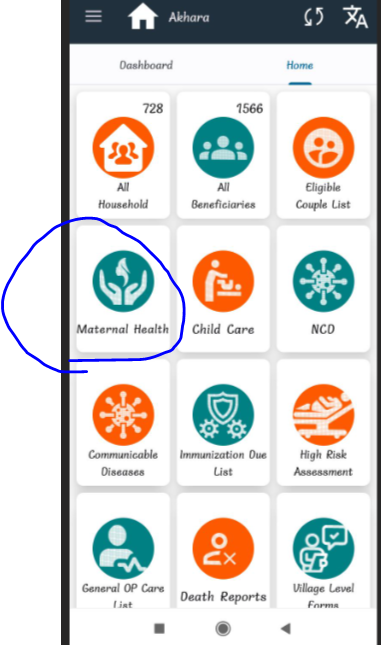 Akhara
Dashboard Home
728 1566
All All Eligible
Household Beneficiaries Couple List
Maternal Health Child Care NCD
Communicable Immunization Due High Risk
Diseases List Assessment
General OP Care Death Reports Village Level
List Forms